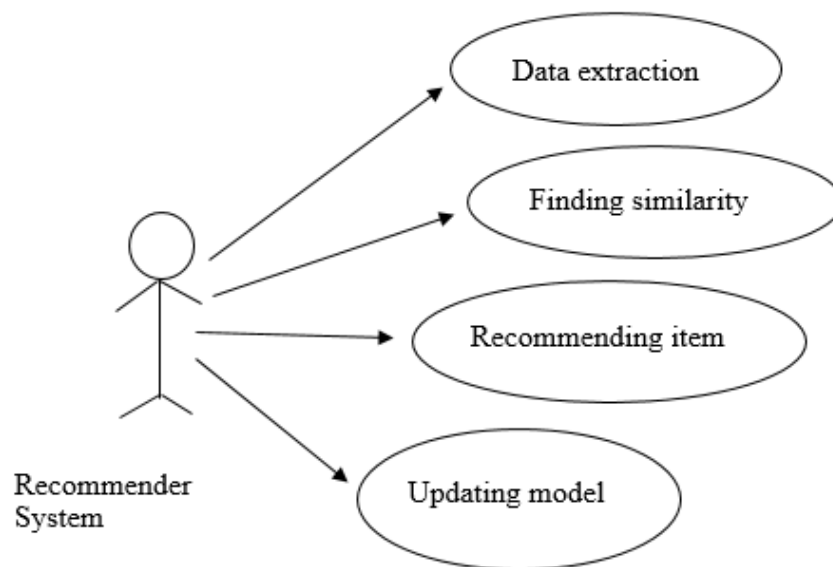 Data extraction
Finding similarity
Recommending item
Updating model
Recommender
System